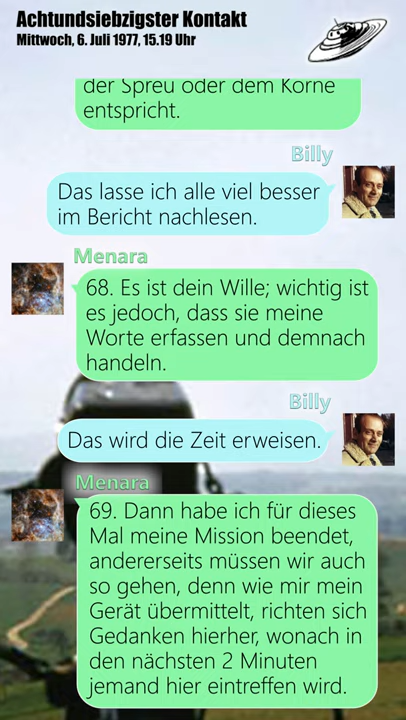 Achtundsiebzigster Kontakt
Mittwoch, 6. Juli 1977, 15.19 Uhr
der Spreu oder dem Korne
entspricht.
Billy
Das lasse ich alle viel besser
im Bericht nachlesen.
Menara
68. Es ist dein Wille; wichtig ist
es jedoch, dass sie meine
Worte erfassen und demnach
handeln.
Billy
Das wird die Zeit erweisen.
Menara
69. Dann habe ich für dieses
Mal meine Mission beendet,
andererseits müssen wir auch
so gehen, denn wie mir mein
Gerät übermittelt, richten sich
Gedanken hierher, wonach in
den nächsten 2 Minuten
jemand hier eintreffen wird.